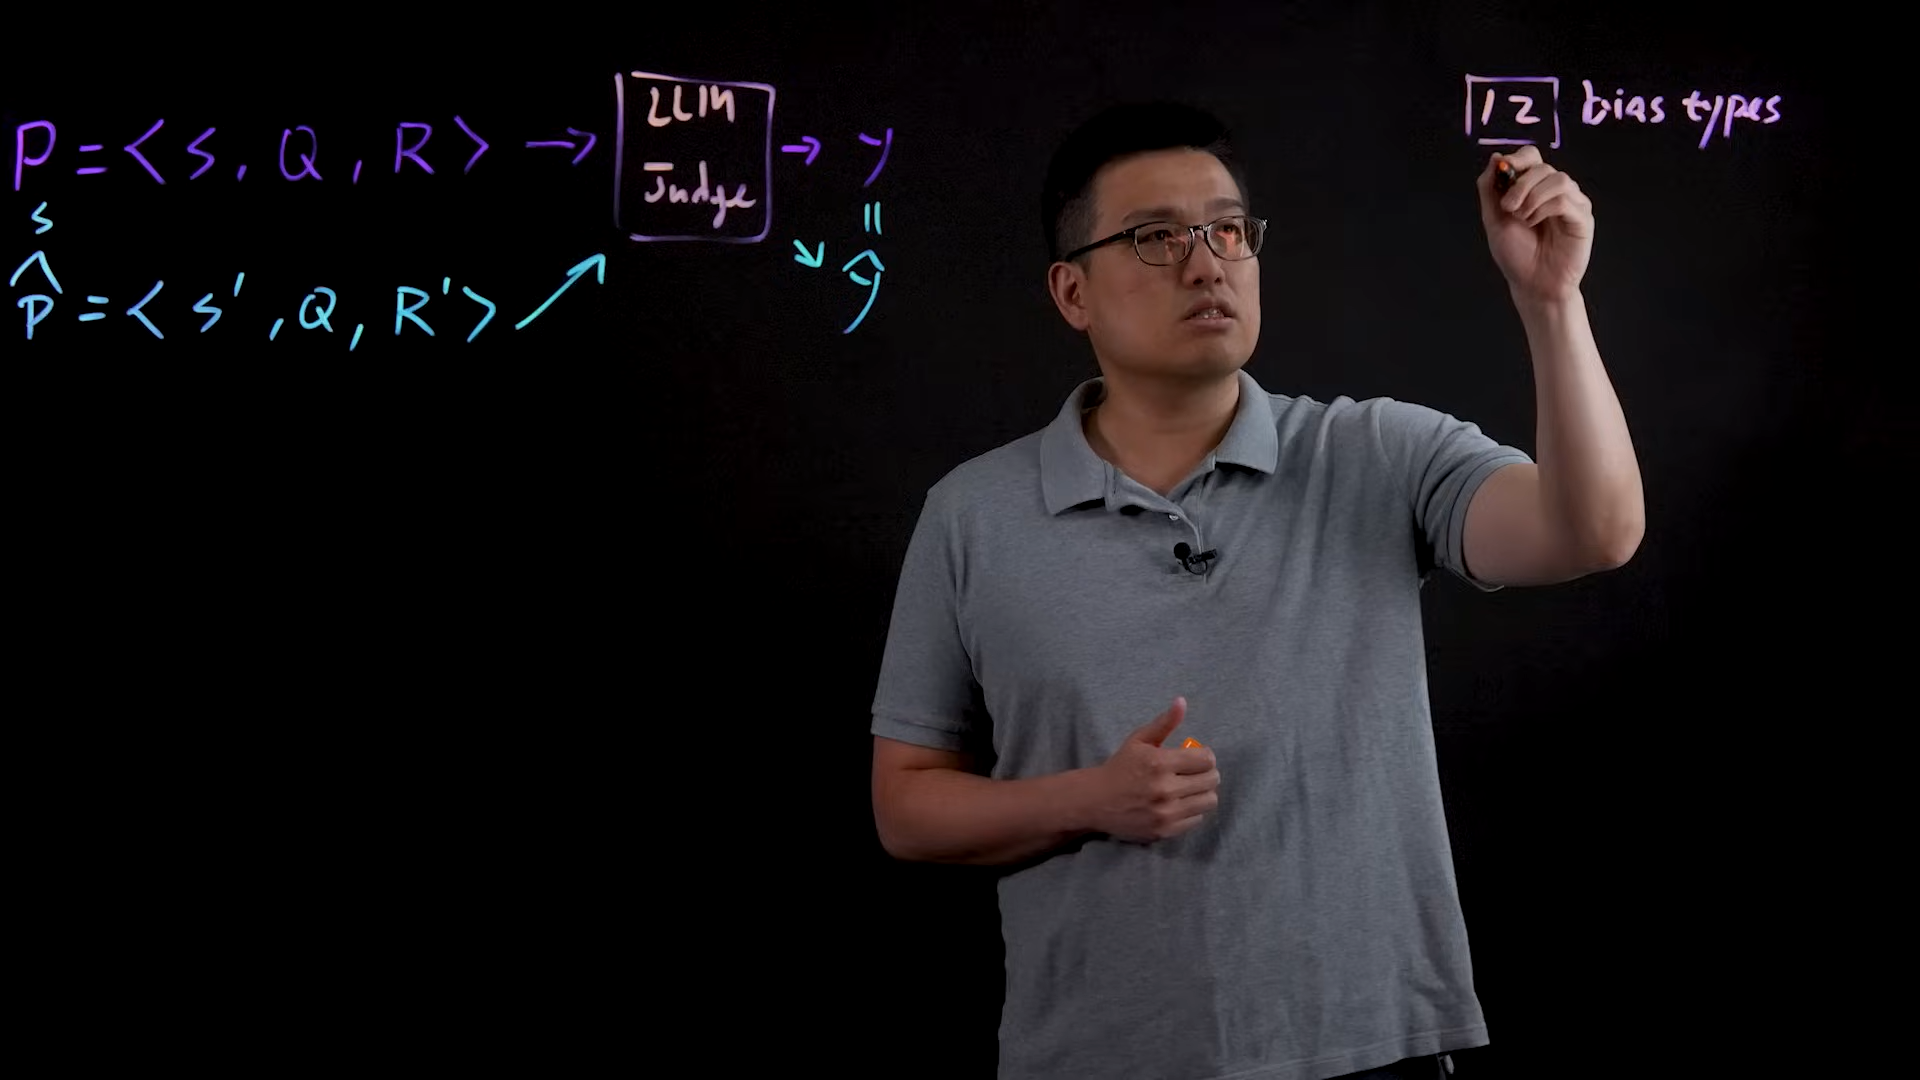 P = < S, Q, R > → LLM Judge → y
S
||
P̂ = < S', Q, R' > ↗ ↘ ŷ
12 bias types